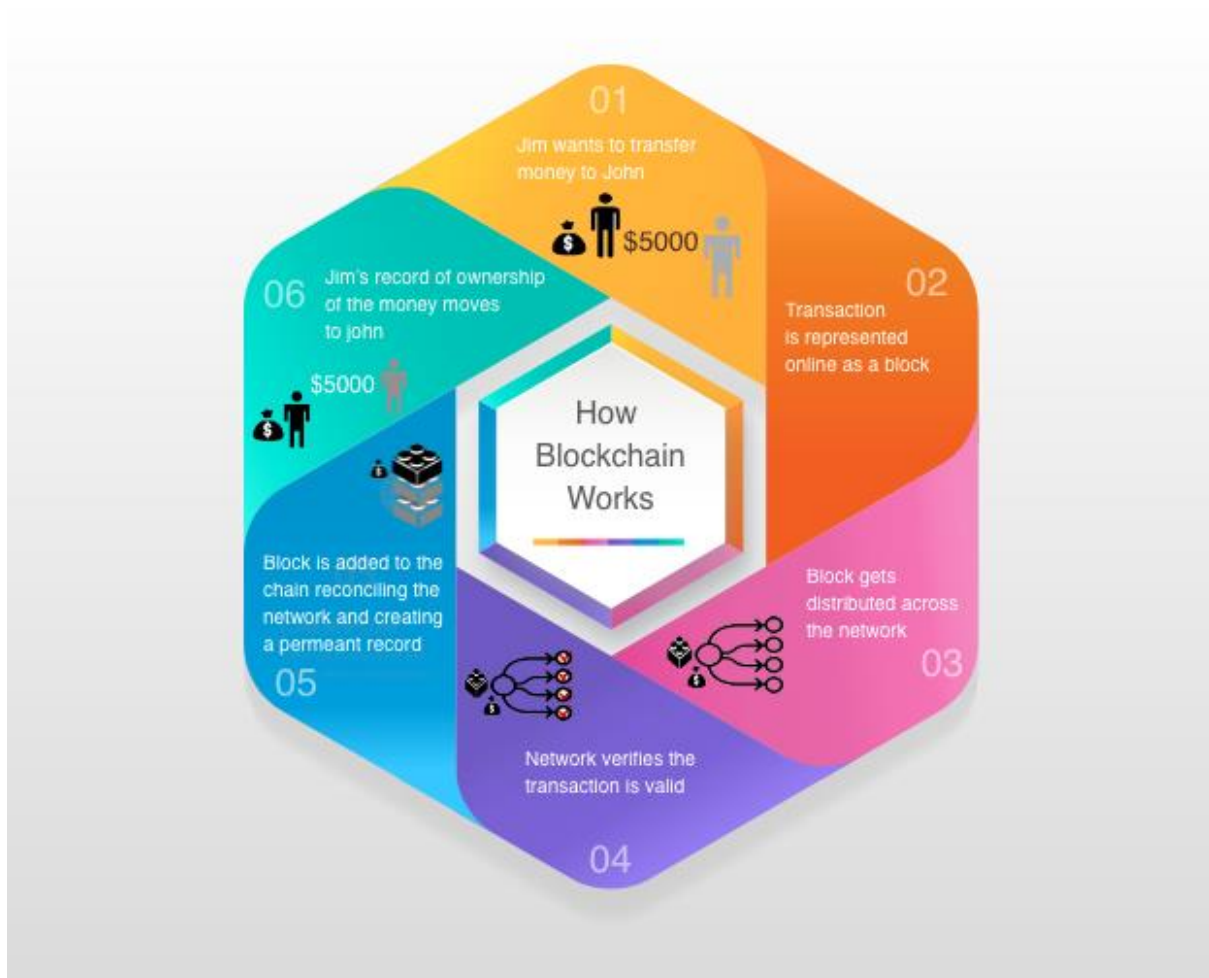 01
Jim wants to transfer
money to John
$5000
02
Transaction
is represented
online as a block
Block gets
distributed across
the network
03
Network verifies the
transaction is valid
04
Block is added to the
chain reconciling the
network and creating
a permeant record
05
06
Jim's record of ownership
of the money moves
to john
$5000
How
Blockchain
Works
$
$
$
$
$